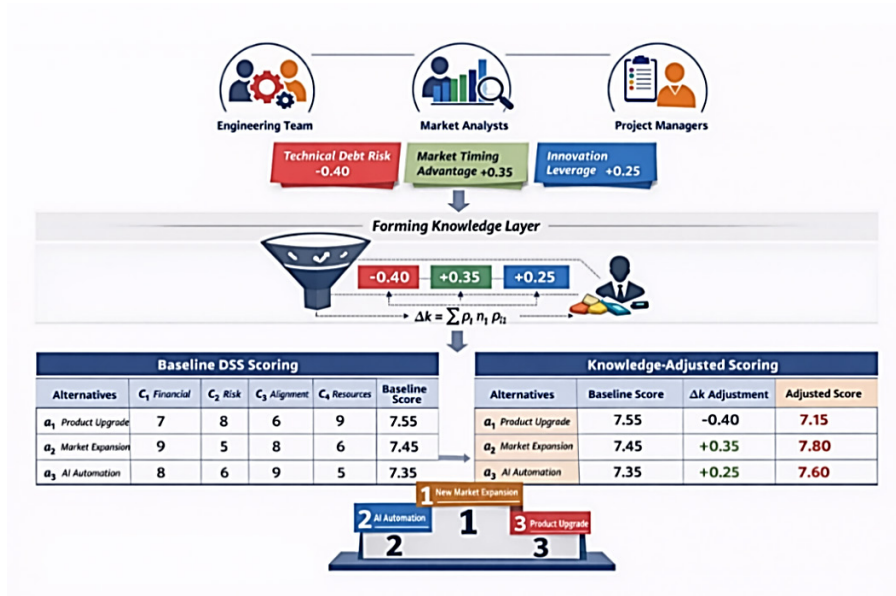 Engineering Team
Market Analysts
Project Managers
Technical Debt Risk
-0.40
Market Timing
Advantage +0.35
Innovation
Leverage +0.25
Forming Knowledge Layer
-0.40
+0.35
+0.25
Δk = ∑
Baseline DSS Scoring
Alternatives C₁ Financial C₂ Risk C₃ Alignment C₄ Resources Baseline Score
a₁ Product Upgrade 7 8 6 9 7.55
a₂ Market Expansion 9 5 8 6 7.45
a₃ AI Automation 8 6 9 5 7.35
Knowledge-Adjusted Scoring
Alternatives Baseline Score Δk Adjustment Adjusted Score
a₁ Product Upgrade 7.55 -0.40 7.15
a₂ Market Expansion 7.45 +0.35 7.80
a₃ AI Automation 7.35 +0.25 7.60
1 New Market Expansion
2 AI Automation
3 Product Upgrade
1
2
3